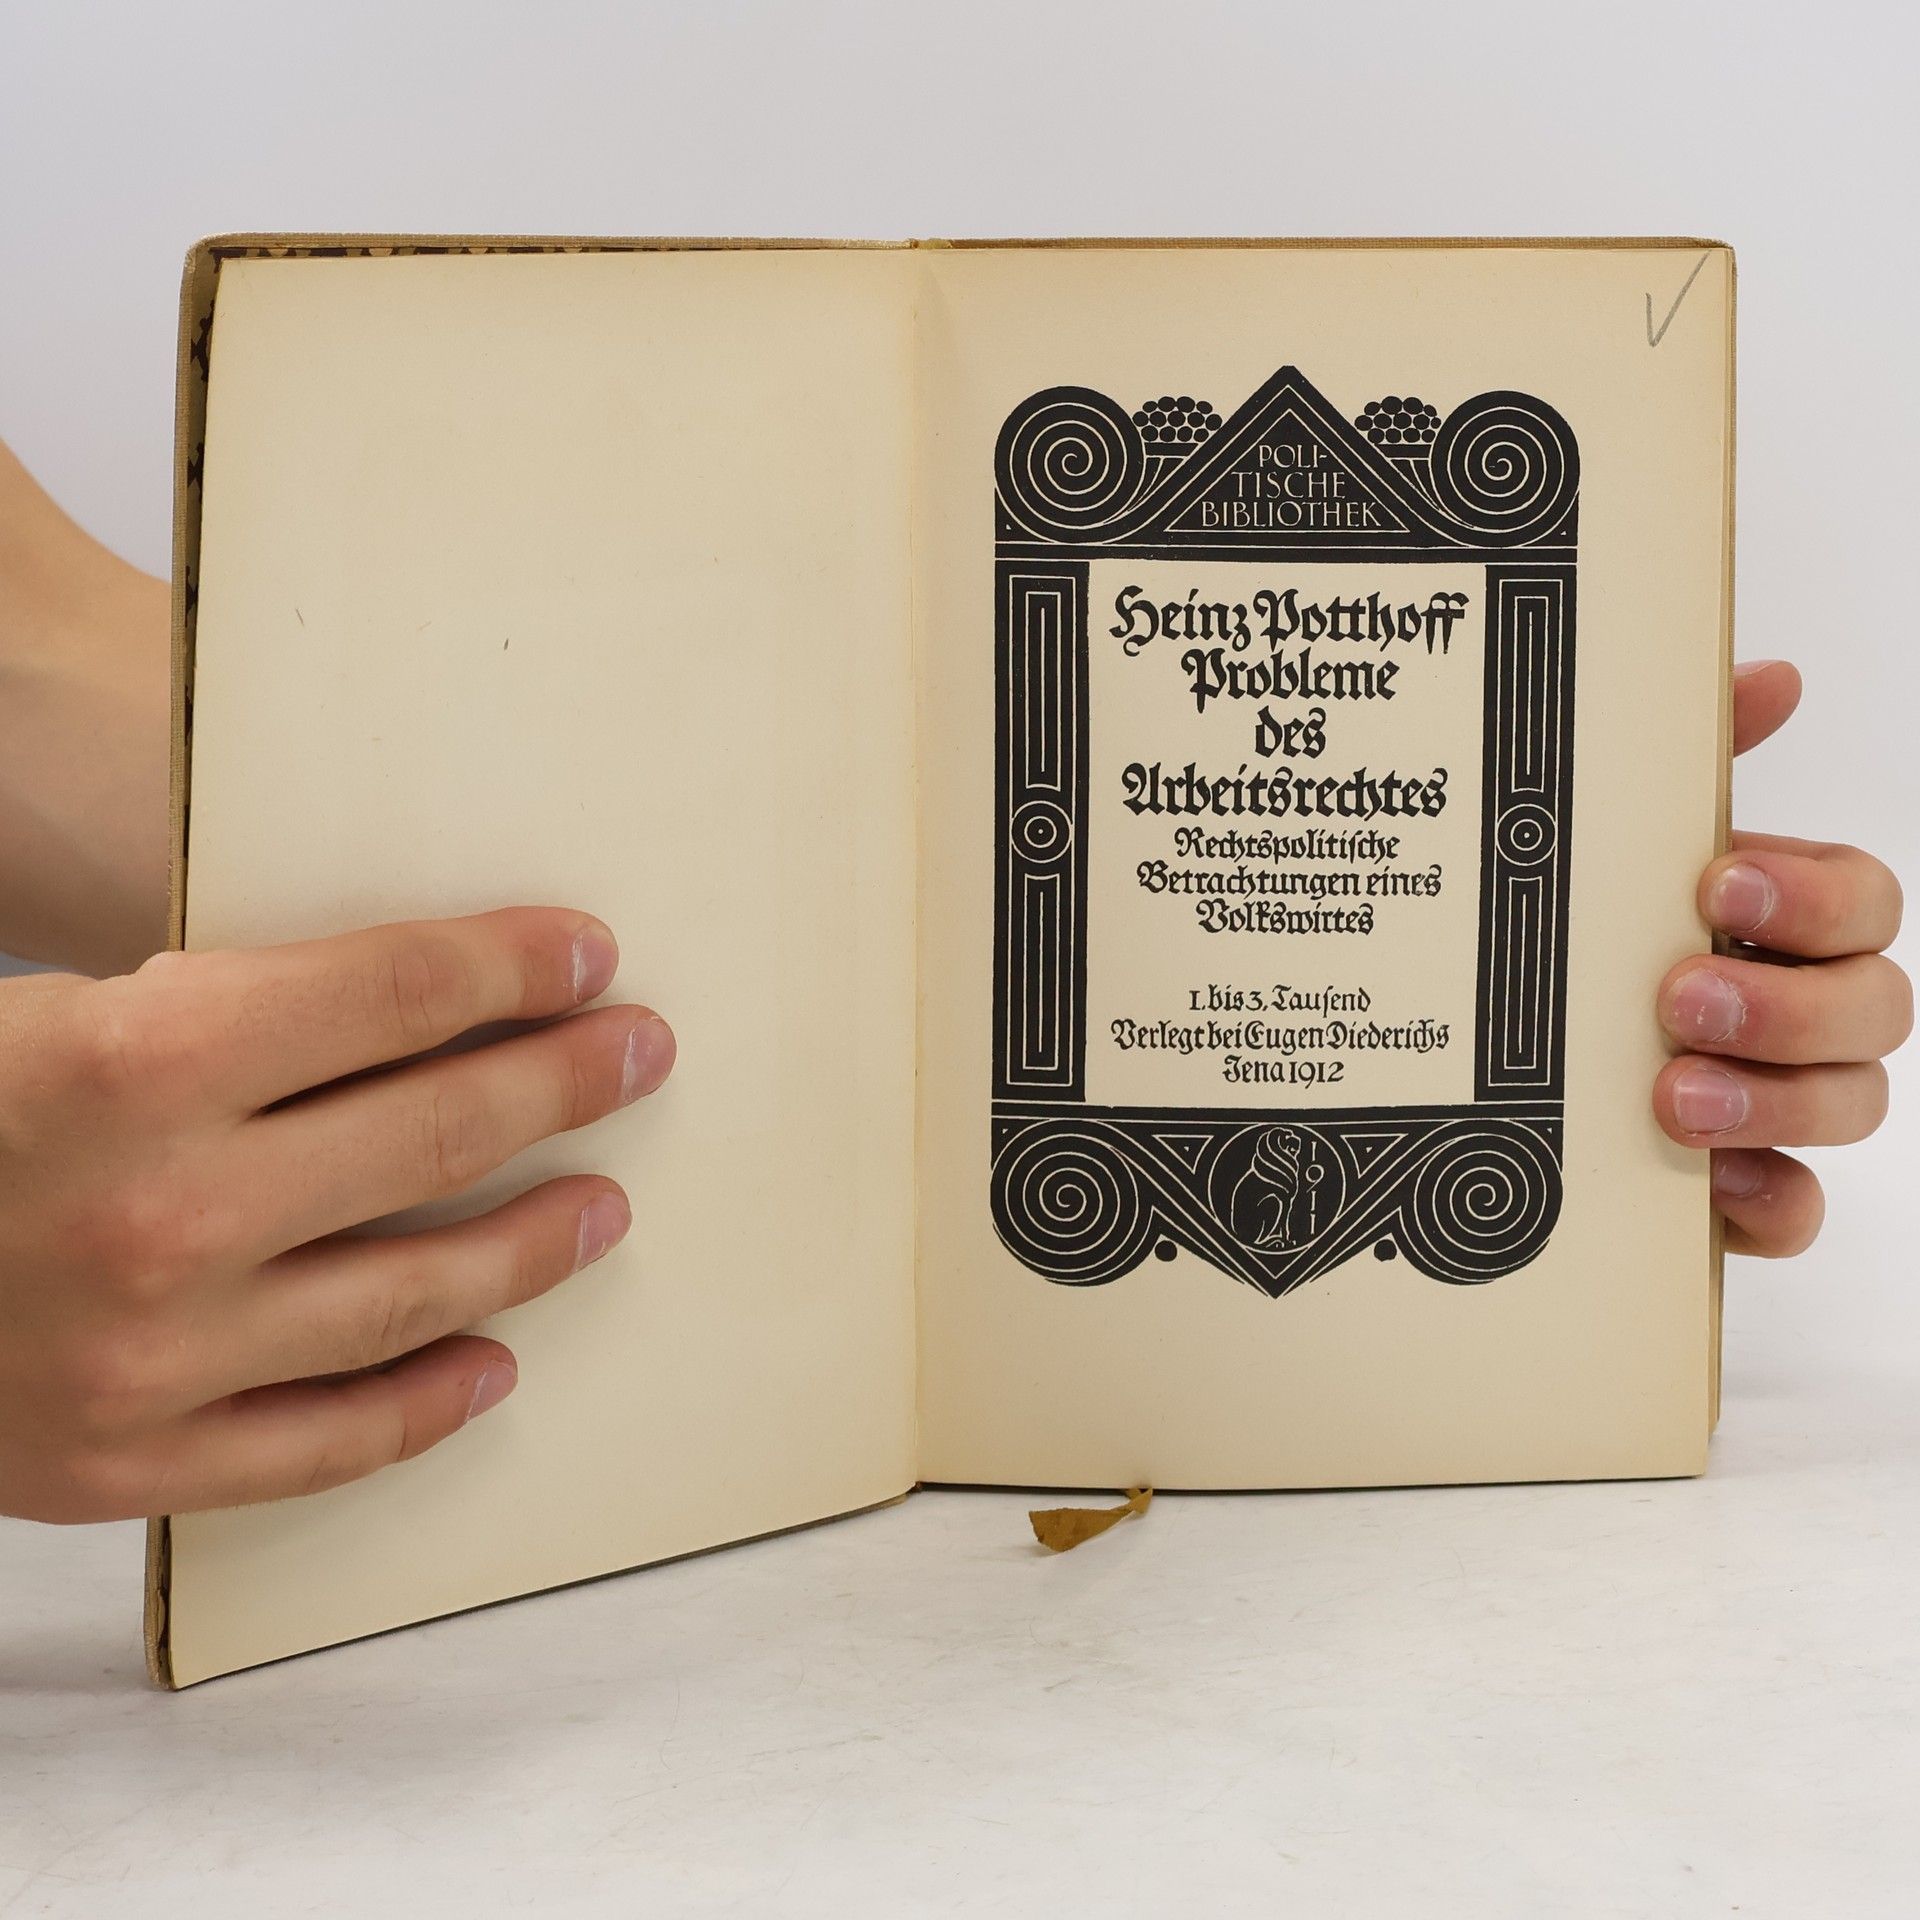 POLI-
TISCHE
BIBLIOTHEK
Heinz Potthoff
Probleme
des
Arbeitsrechtes
Rechtspolitiſche
Betrachtungen eines
Volkswirtes
1. bis 3. Tauſend
Verlegt bei Eugen Diederichs
Jena 1912